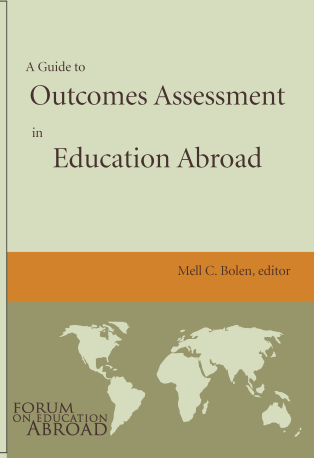 A Guide to
Outcomes Assessment
in
Education Abroad
Mell C. Bolen, editor
FORUM
ON EDUCATION
ABROAD